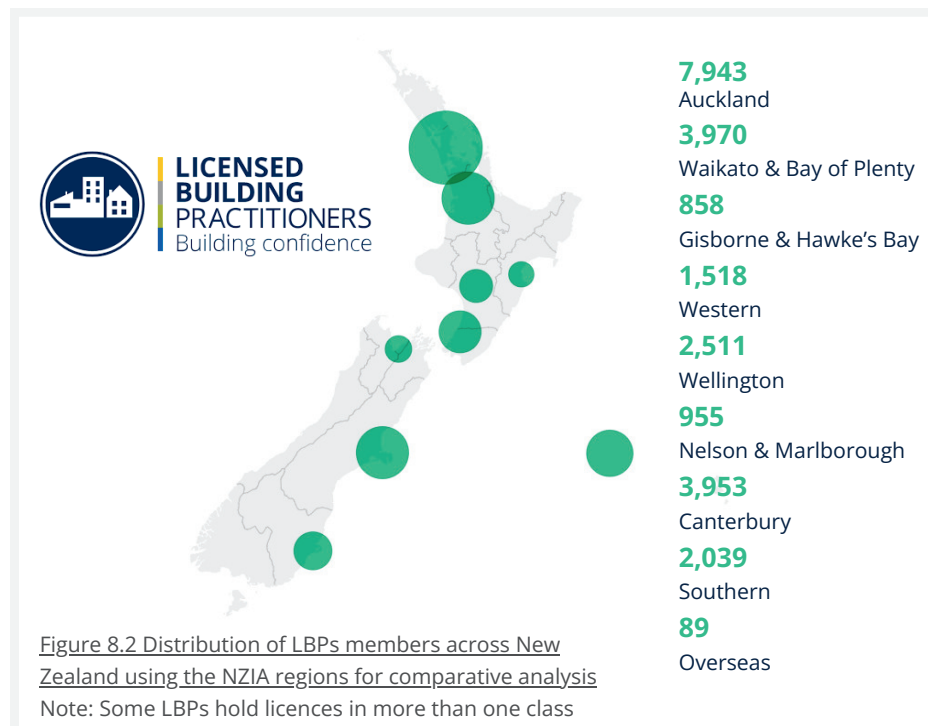 LICENSED
BUILDING
PRACTITIONERS
Building confidence
7,943
Auckland
3,970
Waikato & Bay of Plenty
858
Gisborne & Hawke’s Bay
1,518
Western
2,511
Wellington
955
Nelson & Marlborough
3,953
Canterbury
2,039
Southern
89
Overseas
Figure 8.2 Distribution of LBPs members across New
Zealand using the NZIA regions for comparative analysis
Note: Some LBPs hold licences in more than one class